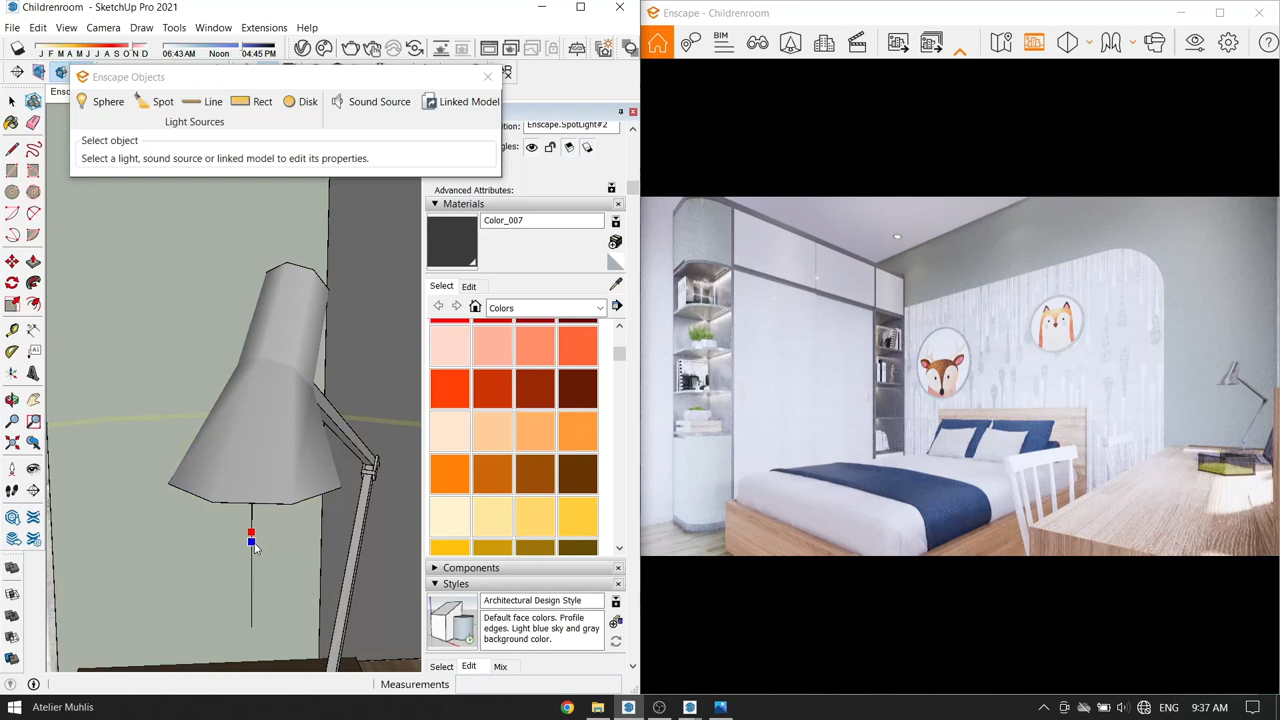 Childrenroom - SketchUp Pro 2021
Enscape - Childrenroom
File Edit View Camera Draw Tools Window Extensions Help
J F M A M J J A S O N D 06:43 AM Noon 04:45 PM
BIM
Enscape Objects
Sphere Spot Line Rect Disk Sound Source Linked Model
Light Sources
Select object
Select a light, sound source or linked model to edit its properties.
Enscape.SpotLight#2
Advanced Attributes:
Materials
Color_007
Select Edit
Colors
Components
Styles
Architectural Design Style
Default face colors. Profile
edges. Light blue sky and gray
background color.
Select Edit Mix
Measurements
Atelier Muhlis
ENG 9:37 AM